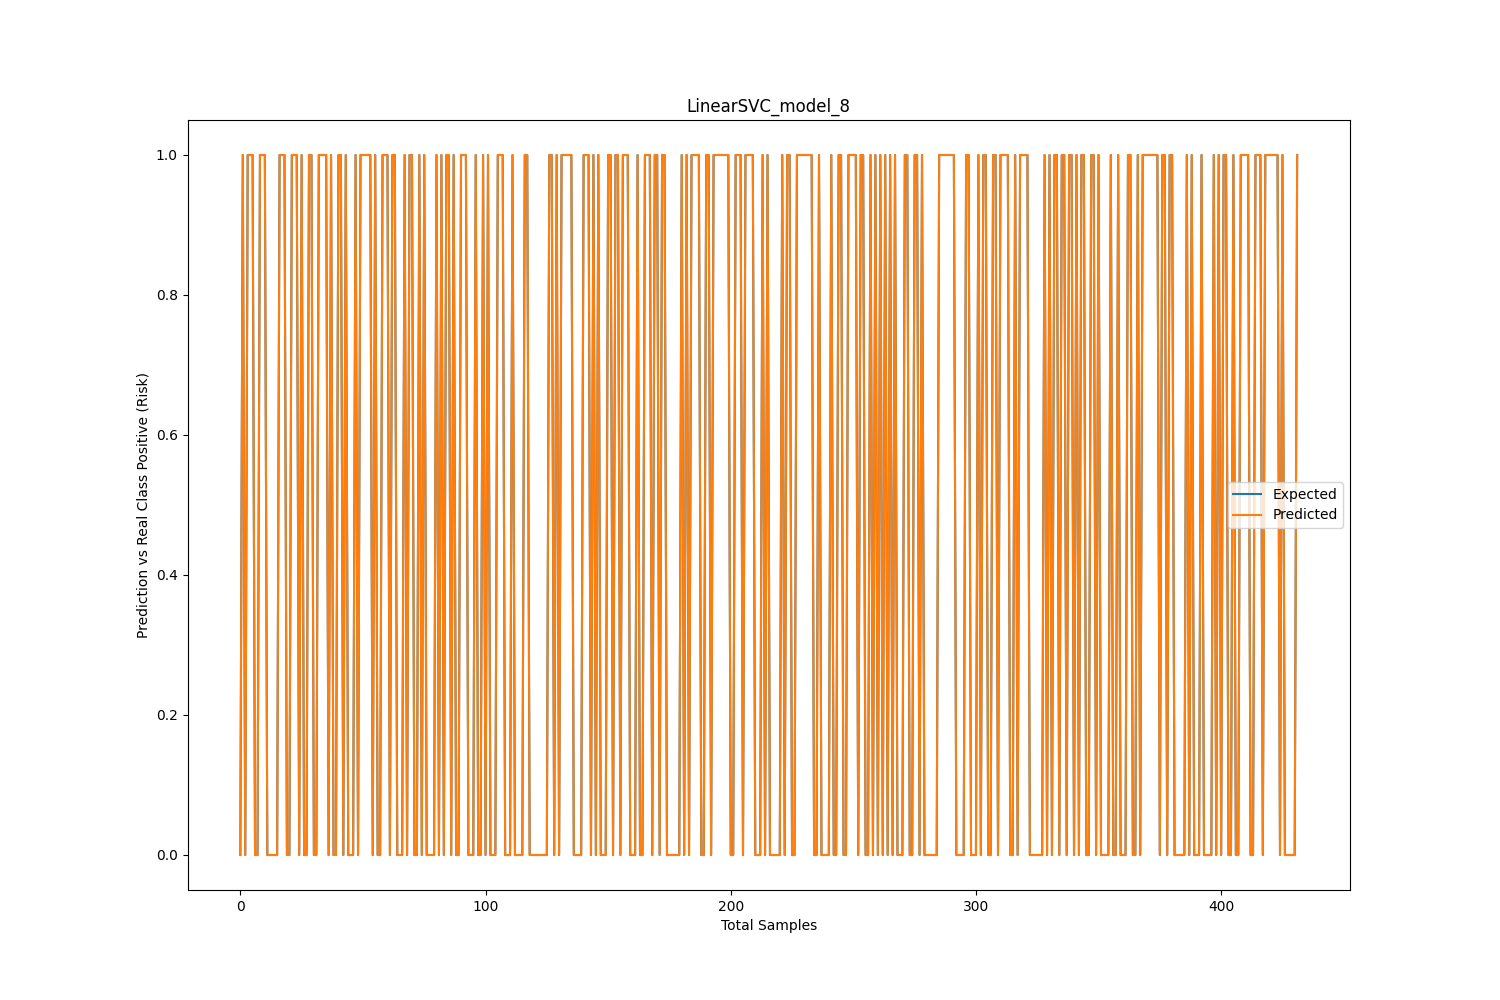 LinearSVC_model_8
1.0
0.8
0.6
0.4
0.2
0.0
Prediction vs Real Class Positive (Risk)
Expected
Predicted
0
100
200
300
400
Total Samples